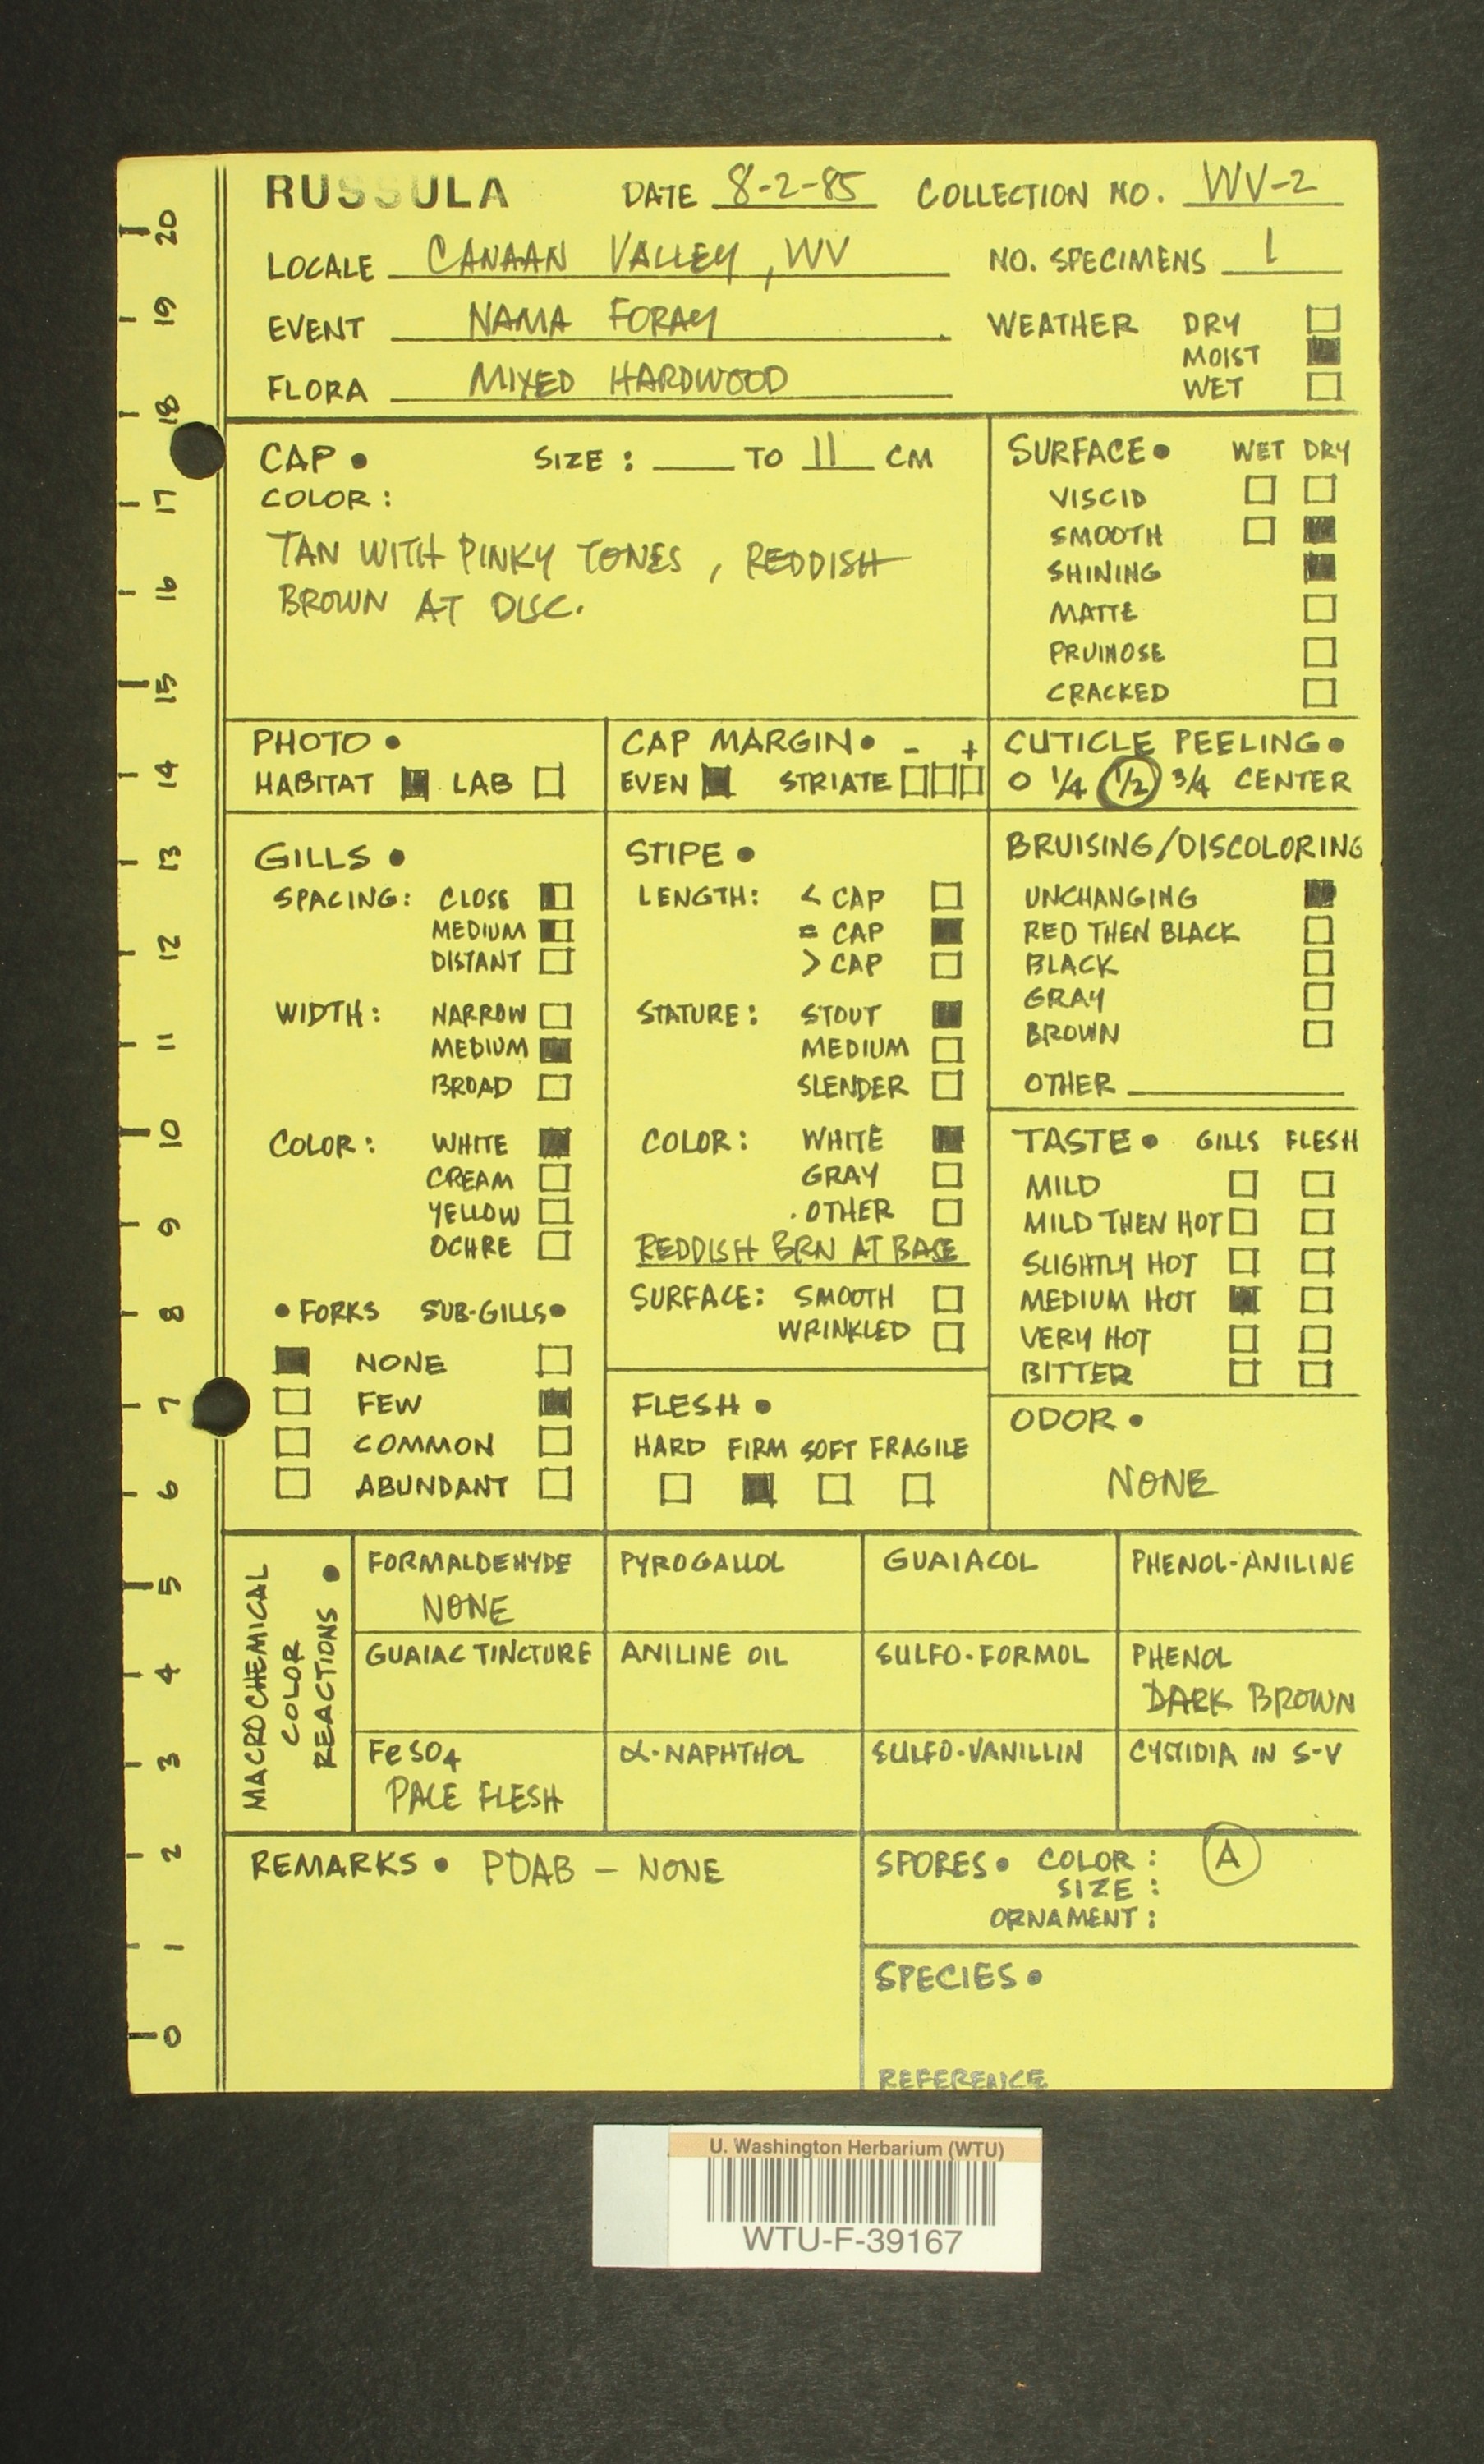 RUSSULA DATE 8-2-85 COLLECTION NO. WV-2
LOCALE CANAAN VALLEY, WV NO. SPECIMENS 1
EVENT NAMA FORAY WEATHER DRY
MOIST
FLORA MIXED HARDWOOD WET
CAP • SIZE: ___ TO 11 CM
COLOR:
TAN WITH PINKY TONES, REDDISH
BROWN AT DISC.
SURFACE • WET DRY
VISCID
SMOOTH
SHINING
MATTE
PRUINOSE
CRACKED
PHOTO •
HABITAT LAB
CAP MARGIN • - +
EVEN STRIATE
CUTICLE PEELING •
0 1/4 1/2 3/4 CENTER
GILLS •
SPACING: CLOSE
MEDIUM
DISTANT
WIDTH: NARROW
MEDIUM
BROAD
COLOR: WHITE
CREAM
YELLOW
OCHRE
• FORKS SUB-GILLS •
NONE
FEW
COMMON
ABUNDANT
STIPE •
LENGTH: < CAP
= CAP
> CAP
STATURE: STOUT
MEDIUM
SLENDER
COLOR: WHITE
GRAY
OTHER
REDDISH BRN AT BASE
SURFACE: SMOOTH
WRINKLED
FLESH •
HARD FIRM SOFT FRAGILE
BRUISING/DISCOLORING
UNCHANGING
RED THEN BLACK
BLACK
GRAY
BROWN
OTHER
TASTE • GILLS FLESH
MILD
MILD THEN HOT
SLIGHTLY HOT
MEDIUM HOT
VERY HOT
BITTER
ODOR •
NONE
MACROCHEMICAL
COLOR
REACTIONS •
FORMALDEHYDE
NONE
PYROGALLOL
GUAIACOL
PHENOL-ANILINE
GUAIAC TINCTURE
ANILINE OIL
SULFO-FORMOL
PHENOL
DARK BROWN
FeSO4
PALE FLESH
α-NAPHTHOL
SULFO-VANILLIN
CYSTIDIA IN S-V
REMARKS • PDAB - NONE
SPORES • COLOR: A
SIZE:
ORNAMENT:
SPECIES •
REFERENCE
20
19
18
17
16
15
14
13
12
11
10
9
8
7
6
5
4
3
2
1
0
U. Washington Herbarium (WTU)
WTU-F-39167